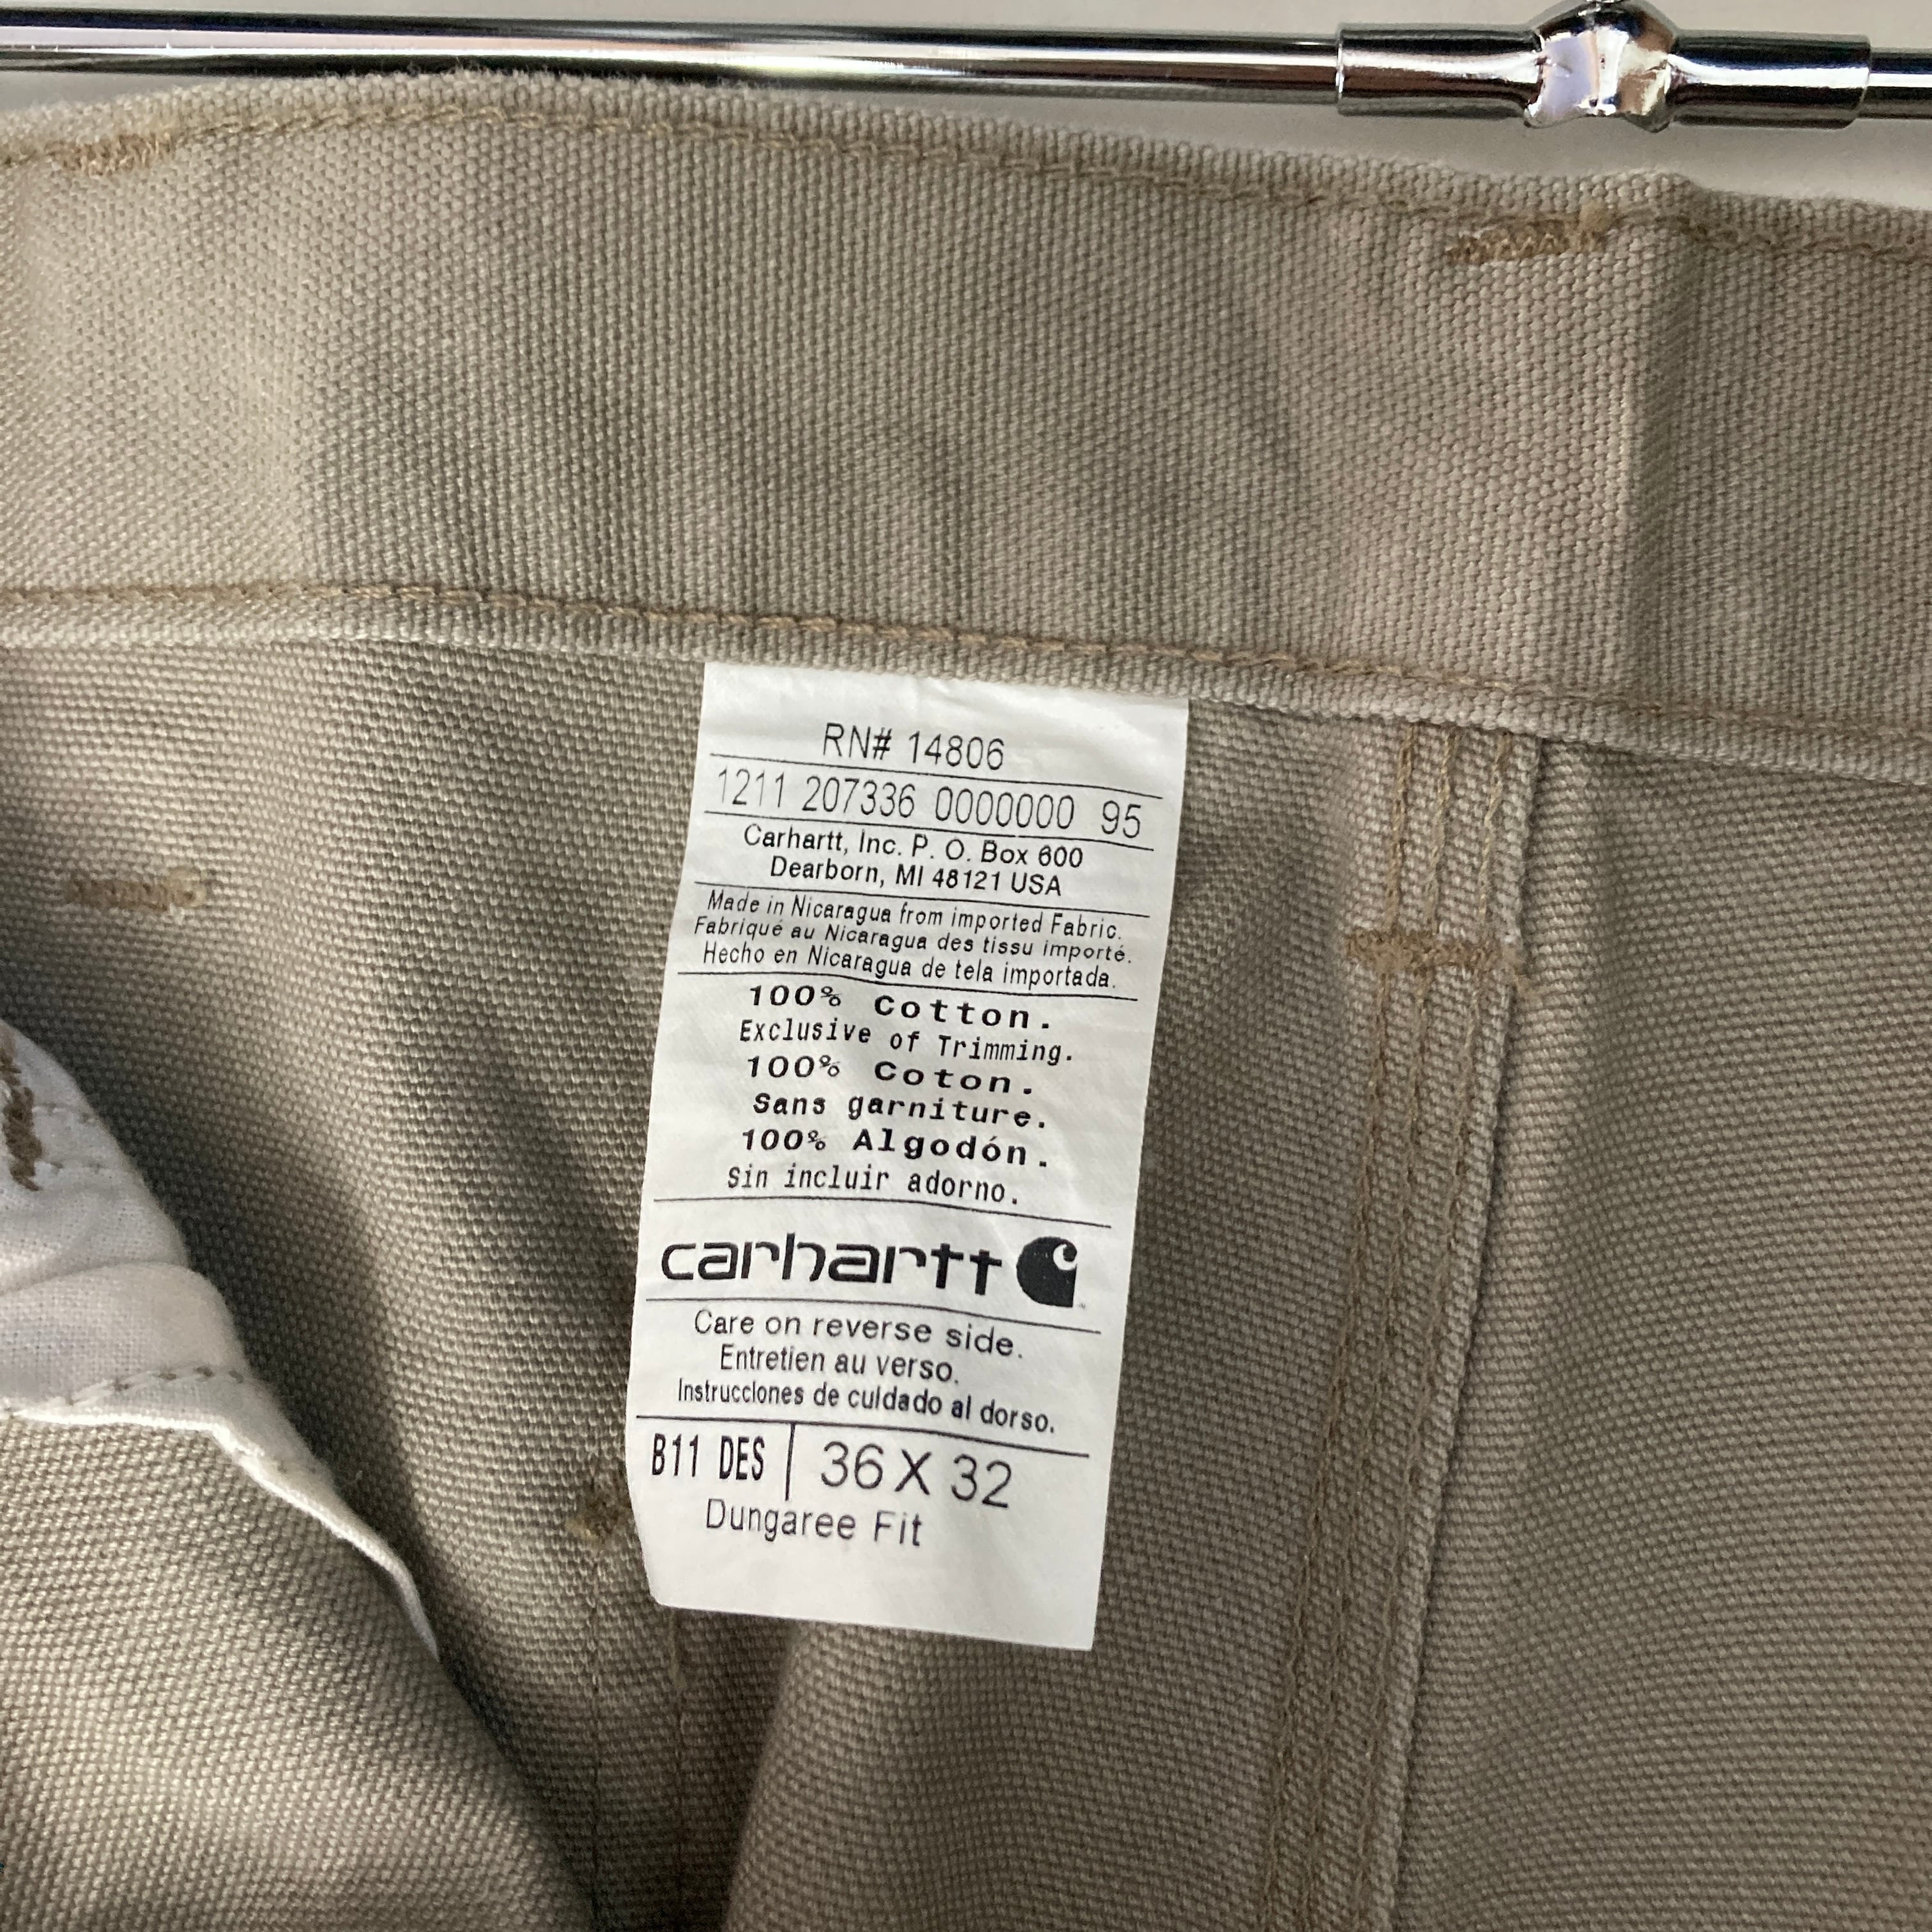 RN# 14806
1211 207336 0000000 95
Carhartt, Inc. P. O. Box 600
Dearborn, MI 48121 USA
Made in Nicaragua from imported Fabric.
Fabriqué au Nicaragua des tissu importé.
Hecho en Nicaragua de tela importada.
100% Cotton.
Exclusive of Trimming.
100% Coton.
Sans garniture.
100% Algodón.
Sin incluir adorno.
carhartt
Care on reverse side.
Entretien au verso.
Instrucciones de cuidado al dorso.
B11 DES 36 X 32
Dungaree Fit